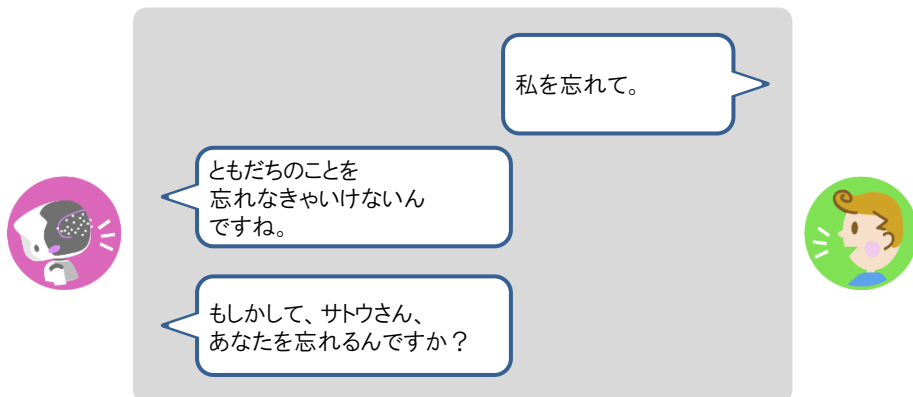 私を忘れて。
ともだちのことを
忘れなきゃいけないん
ですね。
もしかして、サトウさん、
あなたを忘れるんですか？